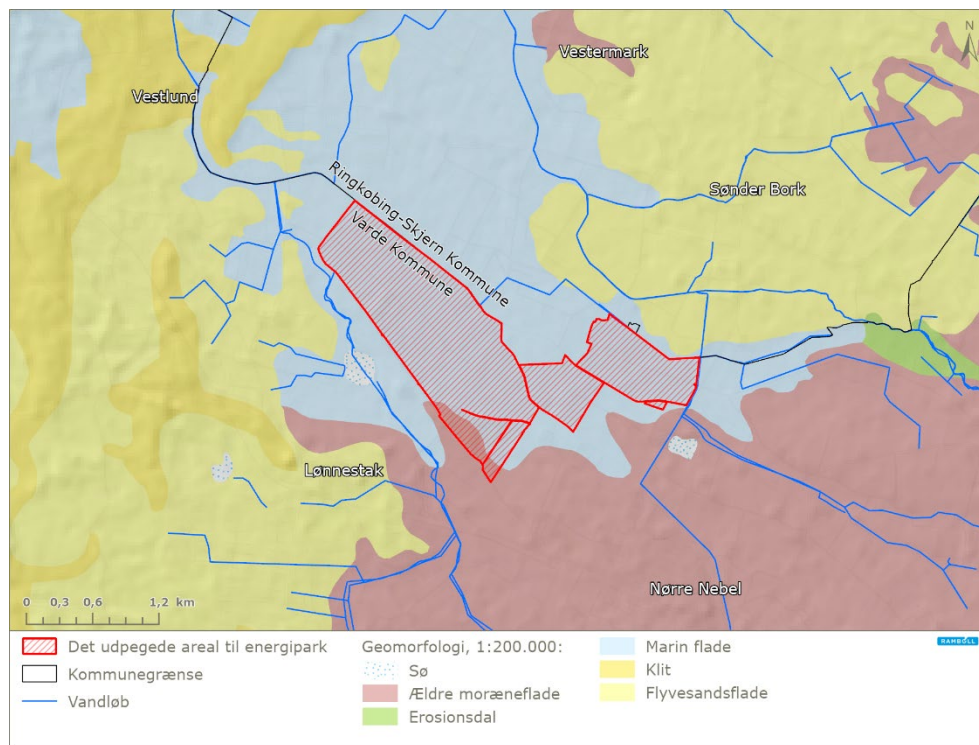 N
Vestermark
Vestlund
Sønder Bork
Ringkøbing-Skjern Kommune
Varde Kommune
Lønnestak
Nørre Nebel
0 0,3 0,6 1,2 km
Det udpegede areal til energipark
Kommunegrænse
Vandløb
Geomorfologi, 1:200.000:
Sø
Ældre moræneflade
Erosionsdal
Marin flade
Klit
Flyvesandsflade
RAMBOLL